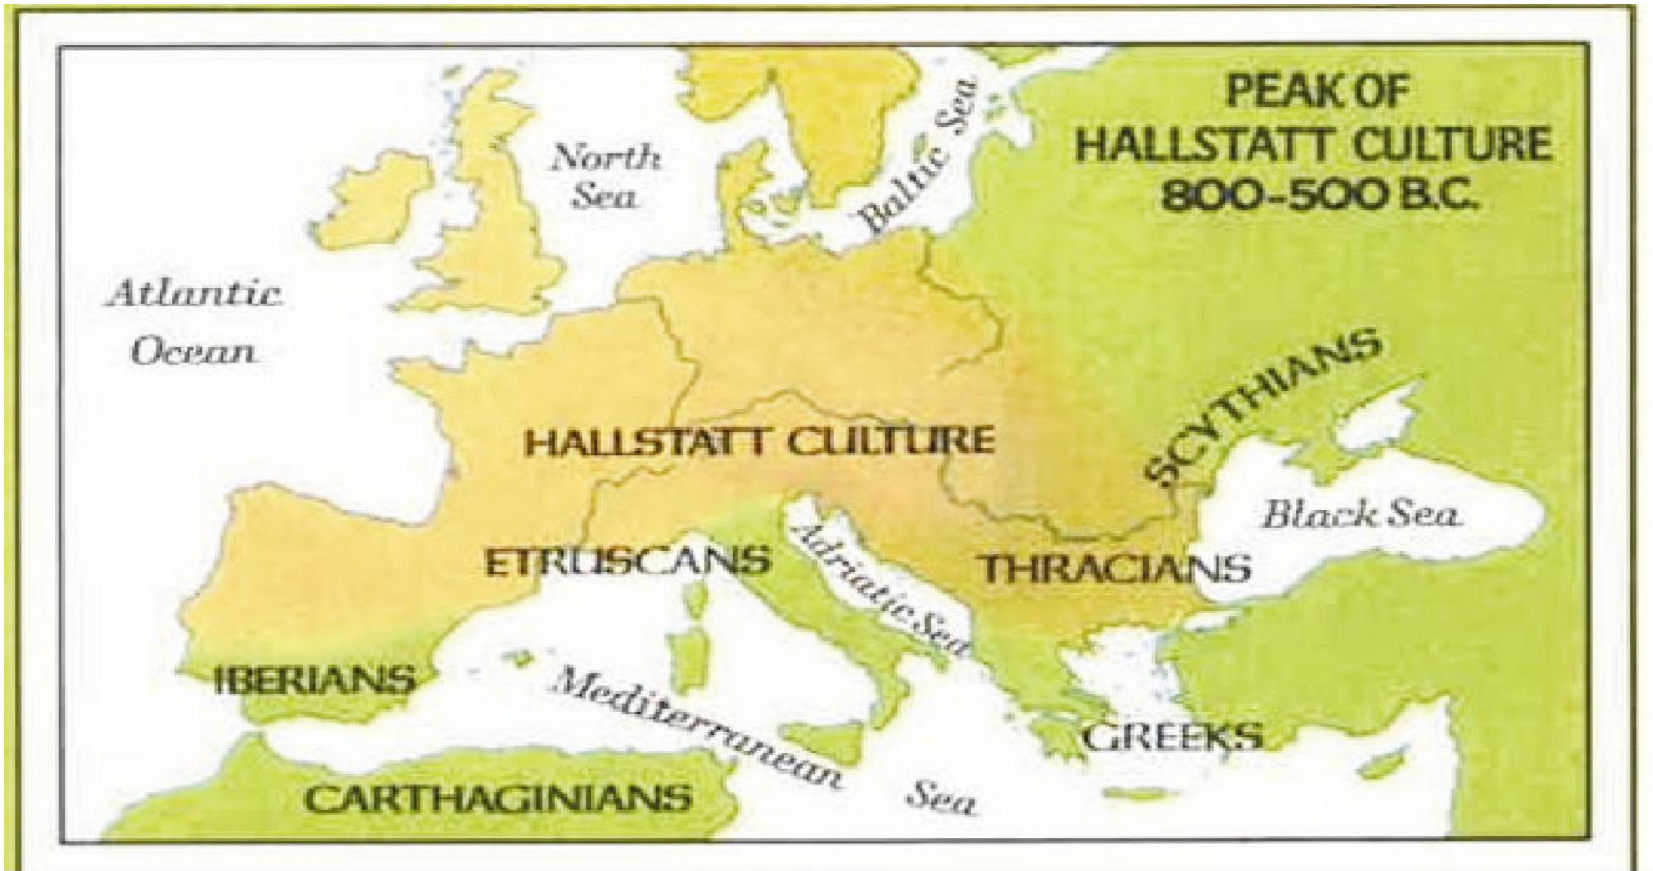 PEAK OF
HALLSTATT CULTURE
800-500 B.C.
North
Sea
Baltic Sea
Atlantic
Ocean
SCYTHIANS
HALLSTATT CULTURE
Black Sea
ETRUSCANS
Adriatic Sea
THRACIANS
IBERIANS
Mediterranean Sea
GREEKS
CARTHAGINIANS